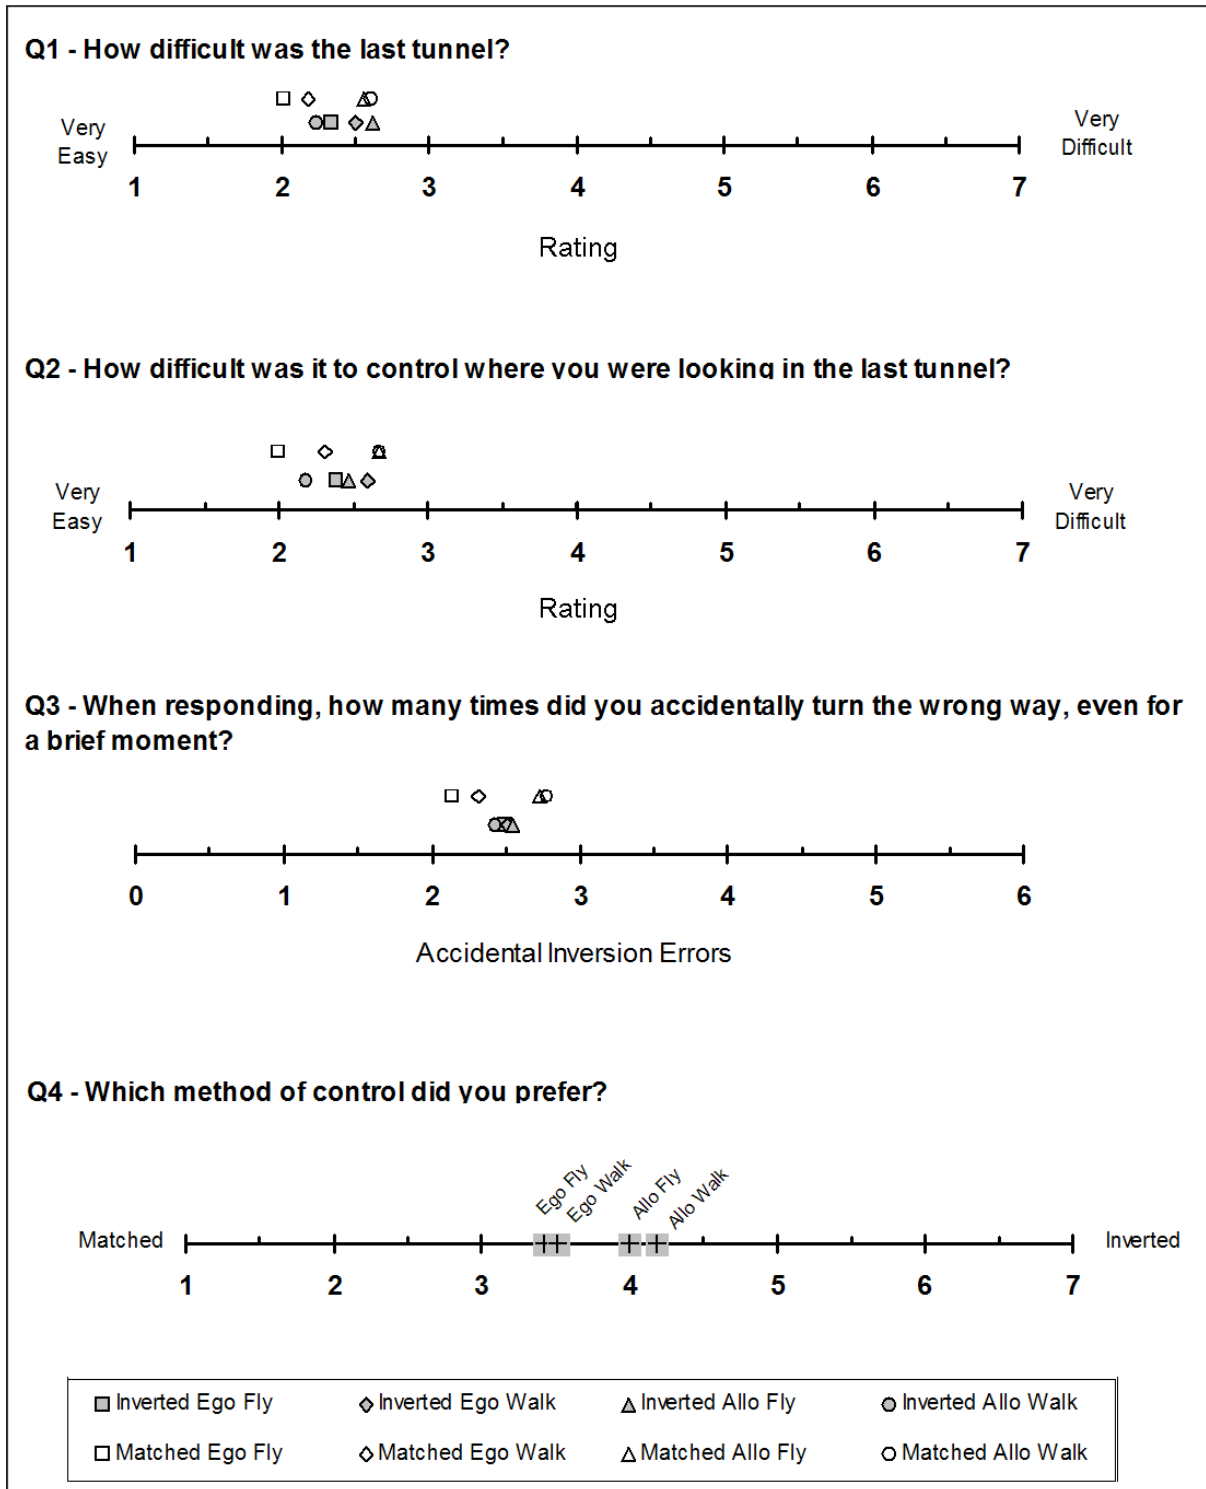 Q1 - How difficult was the last tunnel?
Very Easy
Very Difficult
1 2 3 4 5 6 7
Rating
Q2 - How difficult was it to control where you were looking in the last tunnel?
Very Easy
Very Difficult
1 2 3 4 5 6 7
Rating
Q3 - When responding, how many times did you accidentally turn the wrong way, even for
a brief moment?
0 1 2 3 4 5 6
Accidental Inversion Errors
Q4 - Which method of control did you prefer?
Ego Fly
Ego Walk
Allo Fly
Allo Walk
Matched
Inverted
1 2 3 4 5 6 7
Inverted Ego Fly Inverted Ego Walk Inverted Allo Fly Inverted Allo Walk
Matched Ego Fly Matched Ego Walk Matched Allo Fly Matched Allo Walk